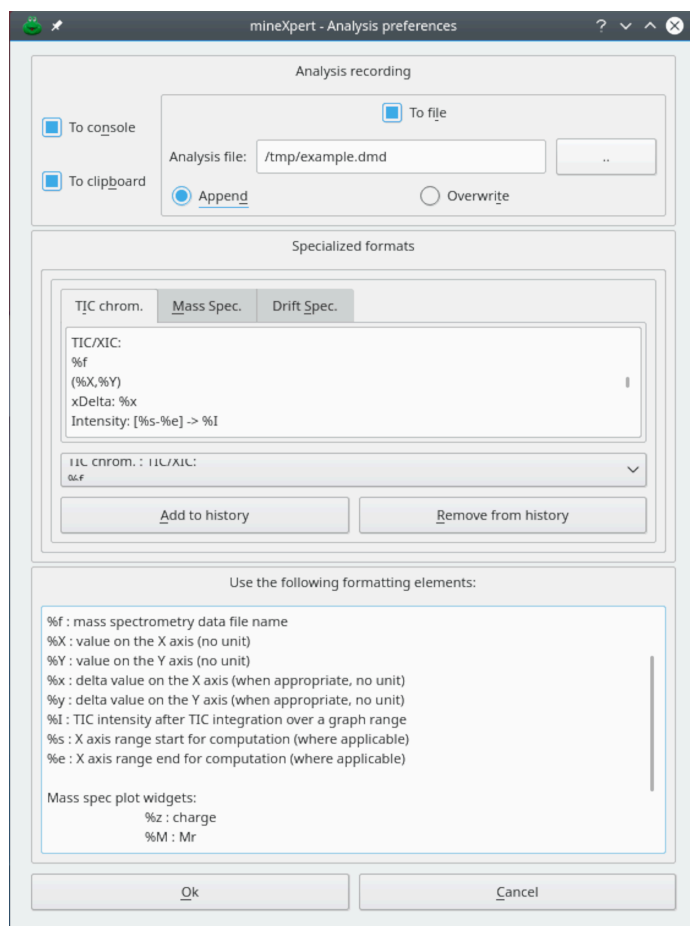 mineXpert - Analysis preferences
Analysis recording
To console
To clipboard
To file
Analysis file: /tmp/example.dmd ..
Append Overwrite
Specialized formats
TIC chrom. Mass Spec. Drift Spec.
TIC/XIC:
%f
(%X,%Y)
xDelta: %x
Intensity: [%s-%e] -> %I
TIC chrom. : TIC/XIC:
%f
Add to history Remove from history
Use the following formatting elements:
%f : mass spectrometry data file name
%X : value on the X axis (no unit)
%Y : value on the Y axis (no unit)
%x : delta value on the X axis (when appropriate, no unit)
%y : delta value on the Y axis (when appropriate, no unit)
%I : TIC intensity after TIC integration over a graph range
%s : X axis range start for computation (where applicable)
%e : X axis range end for computation (where applicable)
Mass spec plot widgets:
%z : charge
%M : Mr
Ok Cancel